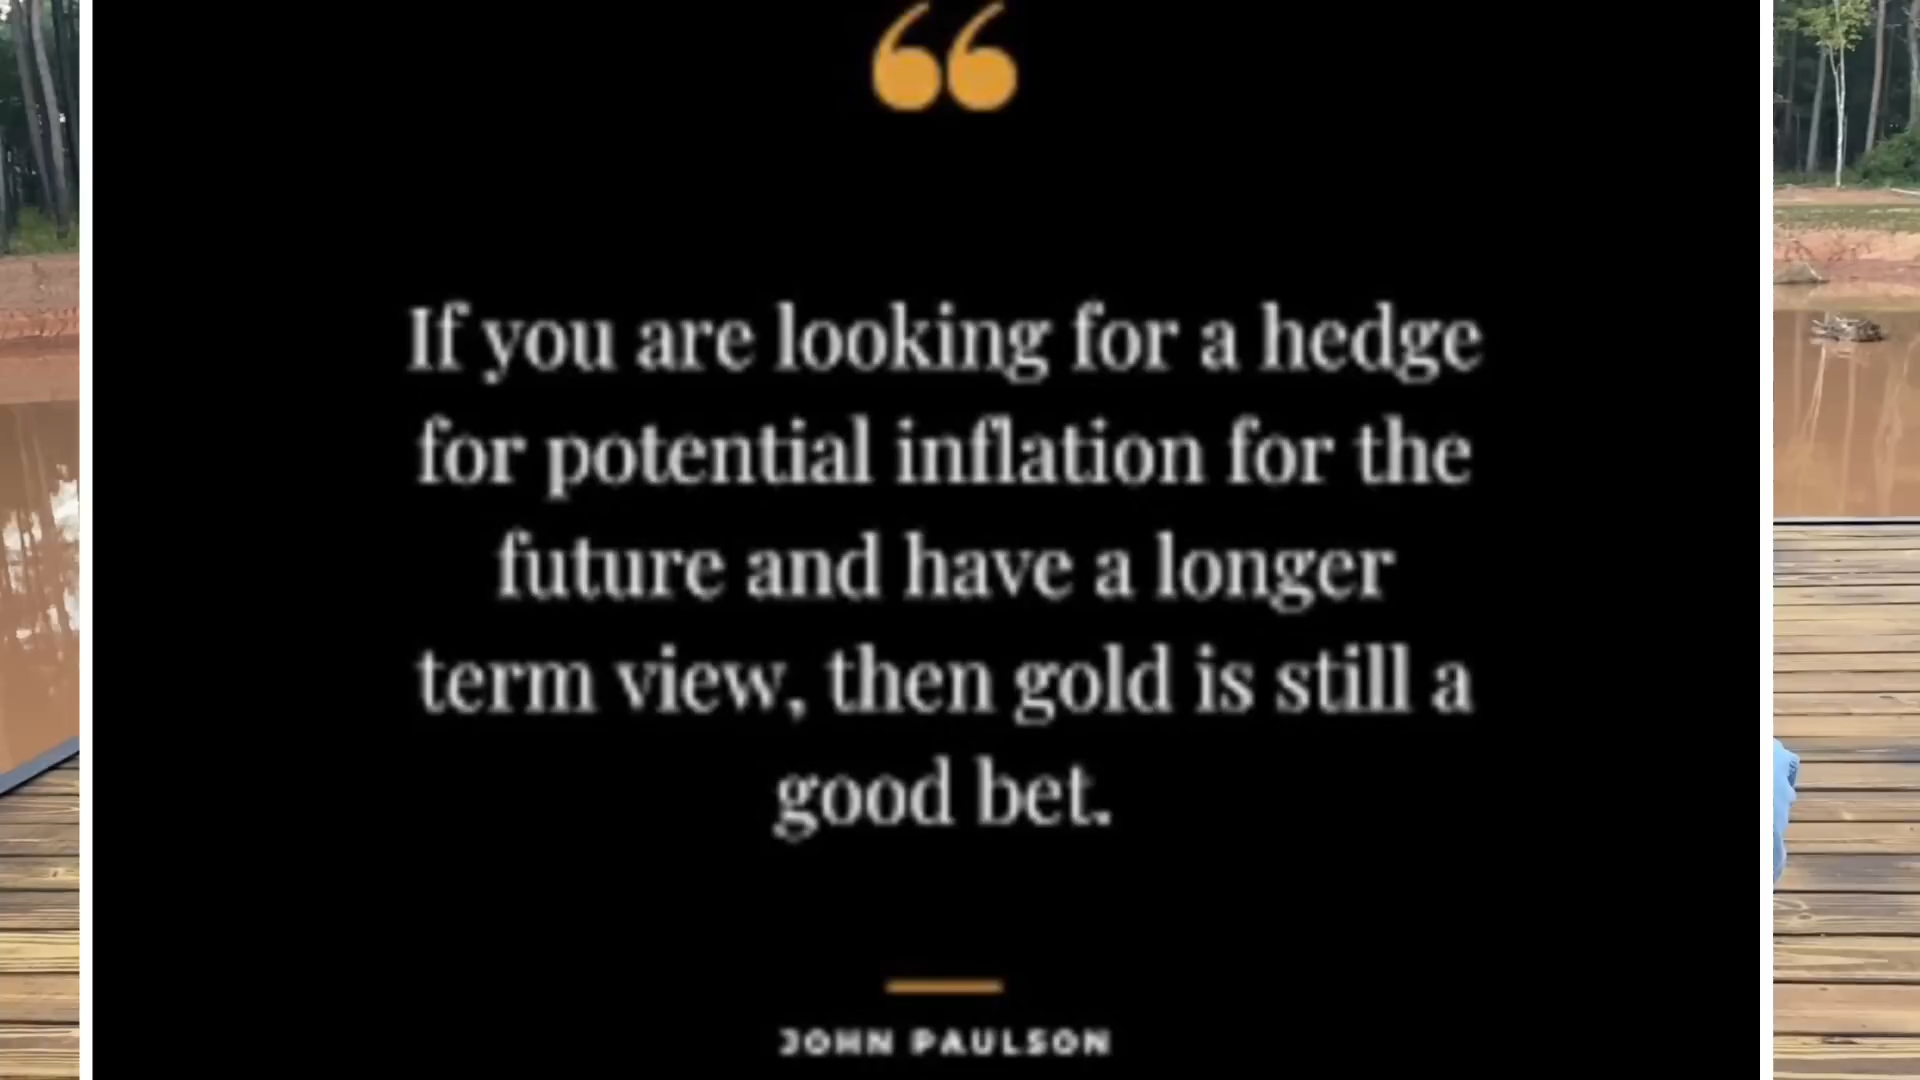 “
If you are looking for a hedge
for potential inflation for the
future and have a longer
term view, then gold is still a
good bet.
JOHN PAULSON